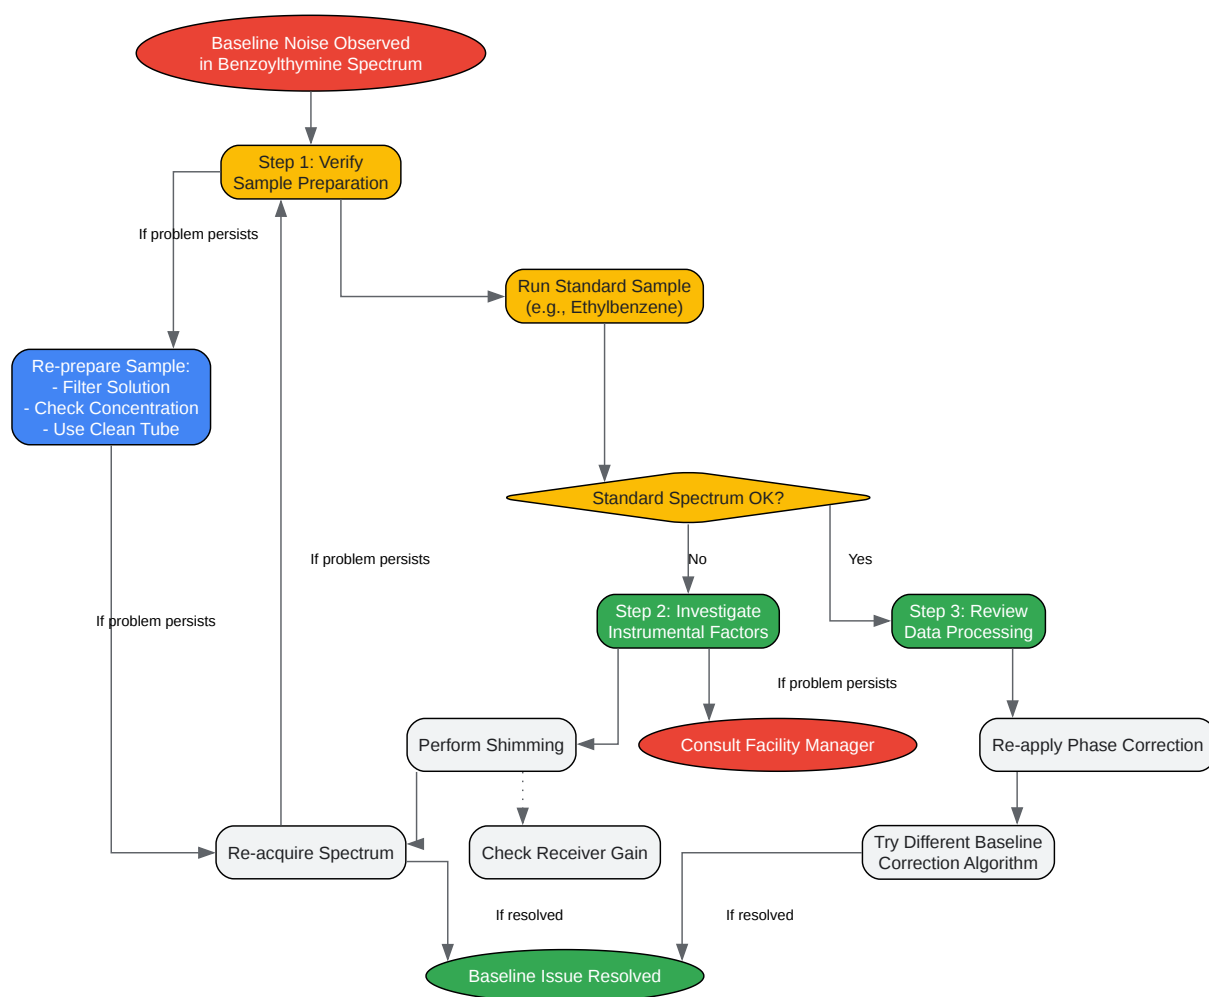 Baseline Noise Observed
in Benzoylthymine Spectrum
Step 1: Verify
Sample Preparation
If problem persists
Run Standard Sample
(e.g., Ethylbenzene)
Re-prepare Sample:
- Filter Solution
- Check Concentration
- Use Clean Tube
Standard Spectrum OK?
If problem persists
No
Yes
If problem persists
Step 2: Investigate
Instrumental Factors
Step 3: Review
Data Processing
If problem persists
Perform Shimming
Consult Facility Manager
Re-apply Phase Correction
Re-acquire Spectrum
Check Receiver Gain
Try Different Baseline
Correction Algorithm
If resolved
If resolved
Baseline Issue Resolved